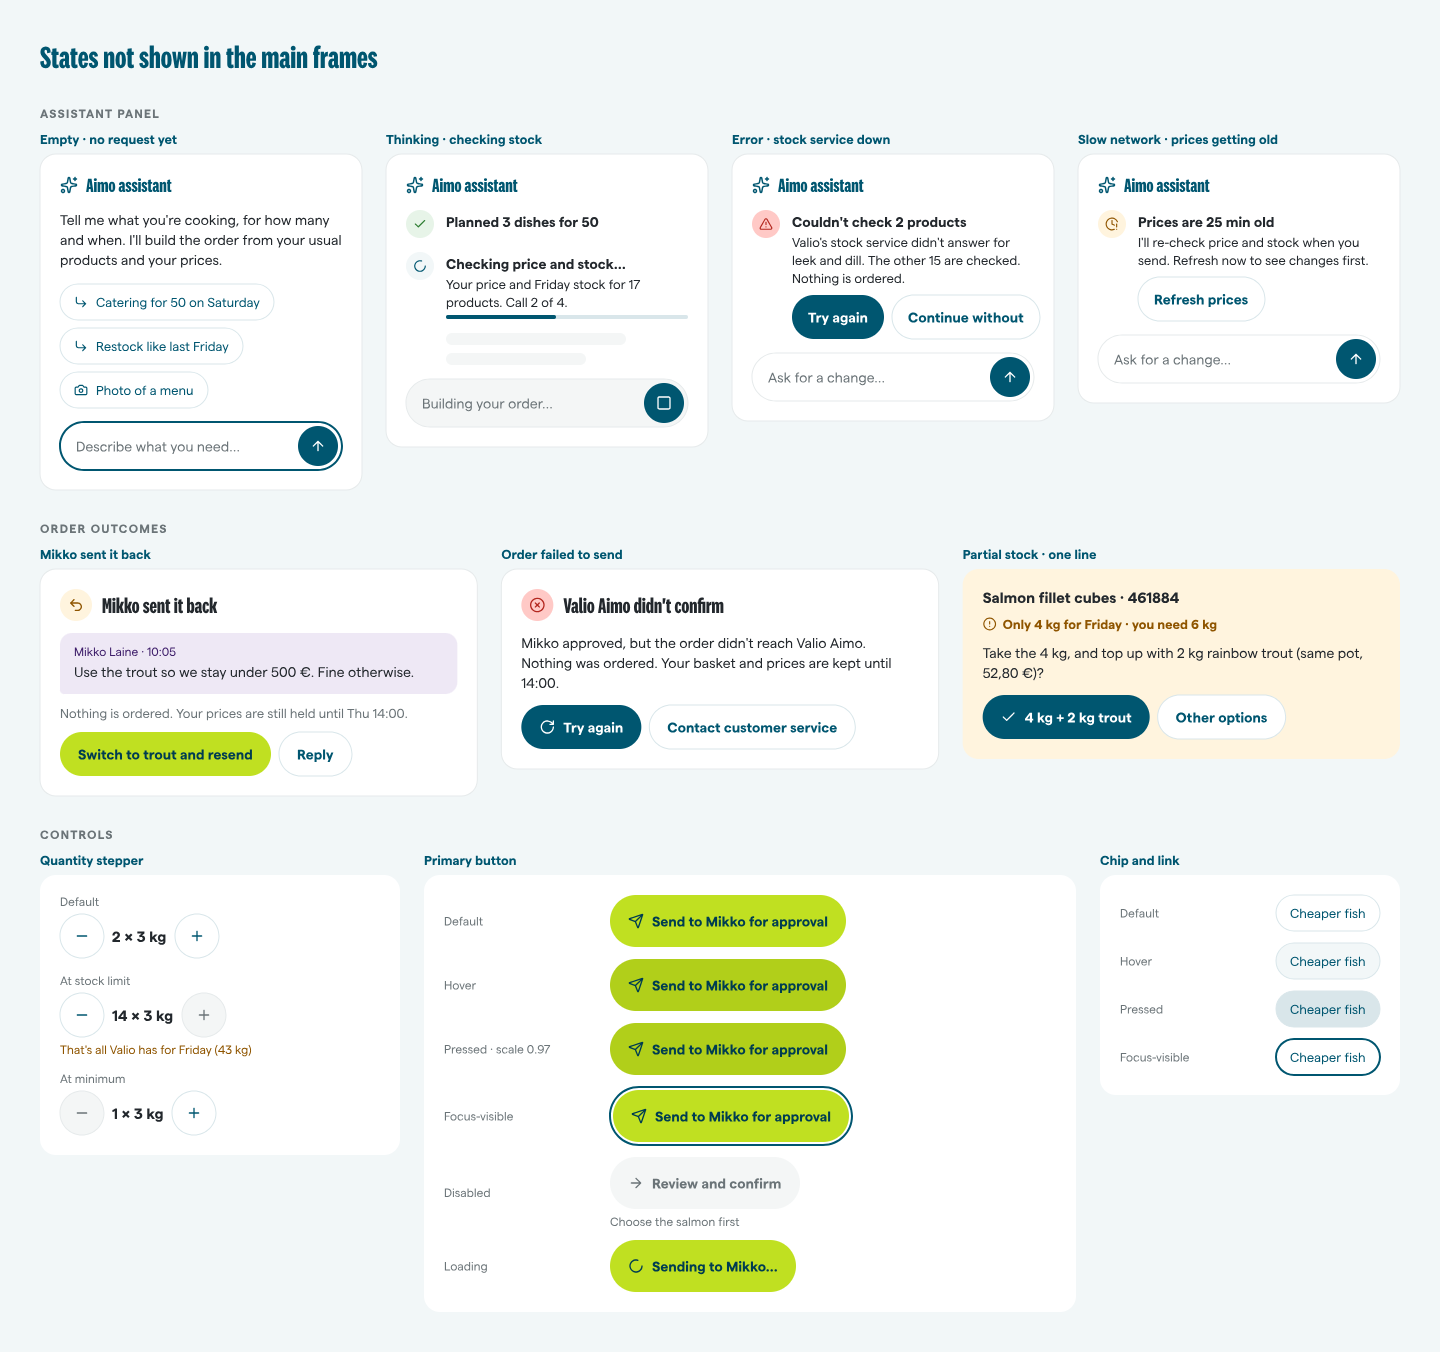 States not shown in the main frames
ASSISTANT PANEL
Empty · no request yet
Aimo assistant
Tell me what you're cooking, for how many
and when. I'll build the order from your usual
products and your prices.
Catering for 50 on Saturday
Restock like last Friday
Photo of a menu
Describe what you need...
Thinking · checking stock
Aimo assistant
Planned 3 dishes for 50
Checking price and stock...
Your price and Friday stock for 17
products. Call 2 of 4.
Building your order...
Error · stock service down
Aimo assistant
Couldn't check 2 products
Valio's stock service didn't answer for
leek and dill. The other 15 are checked.
Nothing is ordered.
Try again
Continue without
Ask for a change...
Slow network · prices getting old
Aimo assistant
Prices are 25 min old
I'll re-check price and stock when you
send. Refresh now to see changes first.
Refresh prices
Ask for a change...
ORDER OUTCOMES
Mikko sent it back
Mikko sent it back
Mikko Laine · 10:05
Use the trout so we stay under 500 €. Fine otherwise.
Nothing is ordered. Your prices are still held until Thu 14:00.
Switch to trout and resend
Reply
Order failed to send
Valio Aimo didn't confirm
Mikko approved, but the order didn't reach Valio Aimo.
Nothing was ordered. Your basket and prices are kept until
14:00.
Try again
Contact customer service
Partial stock · one line
Salmon fillet cubes · 461884
Only 4 kg for Friday · you need 6 kg
Take the 4 kg, and top up with 2 kg rainbow trout (same pot,
52,80 €)?
4 kg + 2 kg trout
Other options
CONTROLS
Quantity stepper
Default
2 × 3 kg
At stock limit
14 × 3 kg
That's all Valio has for Friday (43 kg)
At minimum
1 × 3 kg
Primary button
Default
Send to Mikko for approval
Hover
Send to Mikko for approval
Pressed · scale 0.97
Send to Mikko for approval
Focus-visible
Send to Mikko for approval
Disabled
Review and confirm
Choose the salmon first
Loading
Sending to Mikko...
Chip and link
Default
Cheaper fish
Hover
Cheaper fish
Pressed
Cheaper fish
Focus-visible
Cheaper fish